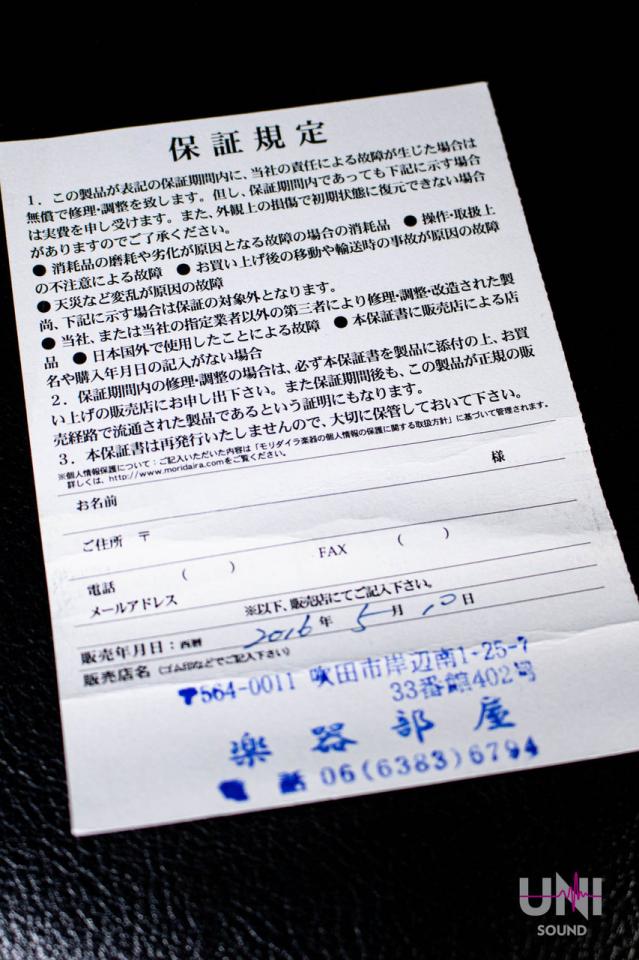 保証規定
1．この製品が表記の保証期間内に、当社の責任による故障が生じた場合は
無償で修理・調整を致します。但し、保証期間内であっても下記に示す場合
は実費を申し受けます。また、外観上の損傷で初期状態に復元できない場合
がありますのでご了承ください。
● 消耗品の磨耗や劣化が原因となる故障の場合の消耗品 ● 操作・取扱上
の不注意による故障 ● お買い上げ後の移動や輸送時の事故が原因の故障
● 天災など変乱が原因の故障
尚、下記に示す場合は保証の対象外となります。
● 当社、または当社の指定業者以外の第三者により修理・調整・改造された製
品 ● 日本国外で使用したことによる故障 ● 本保証書に販売店による店
名や購入年月日の記入がない場合
2．保証期間内の修理・調整の場合は、必ず本保証書を製品に添付の上、お買
い上げの販売店にお申し出下さい。また保証期間後も、この製品が正規の販
売経路で流通された製品であるという証明にもなります。
3．本保証書は再発行いたしませんので、大切に保管しておいて下さい。
※個人情報保護について：ご記入いただいた内容は「モリダイラ楽器の個人情報の保護に関する取扱方針」に基づいて管理されます。
詳しくは、http://www.moridaira.comをご覧ください。
お名前 様
ご住所 〒
電話 ( ) FAX ( )
メールアドレス
※以下、販売店にてご記入下さい。
販売年月日：西暦 2016 年 5 月 10 日
販売店名（ゴム印などでご記入下さい）
〒564-0011 吹田市岸辺南1-25-7
33番館402号
楽器部屋
電話 06(6383)6794
UNI
SOUND